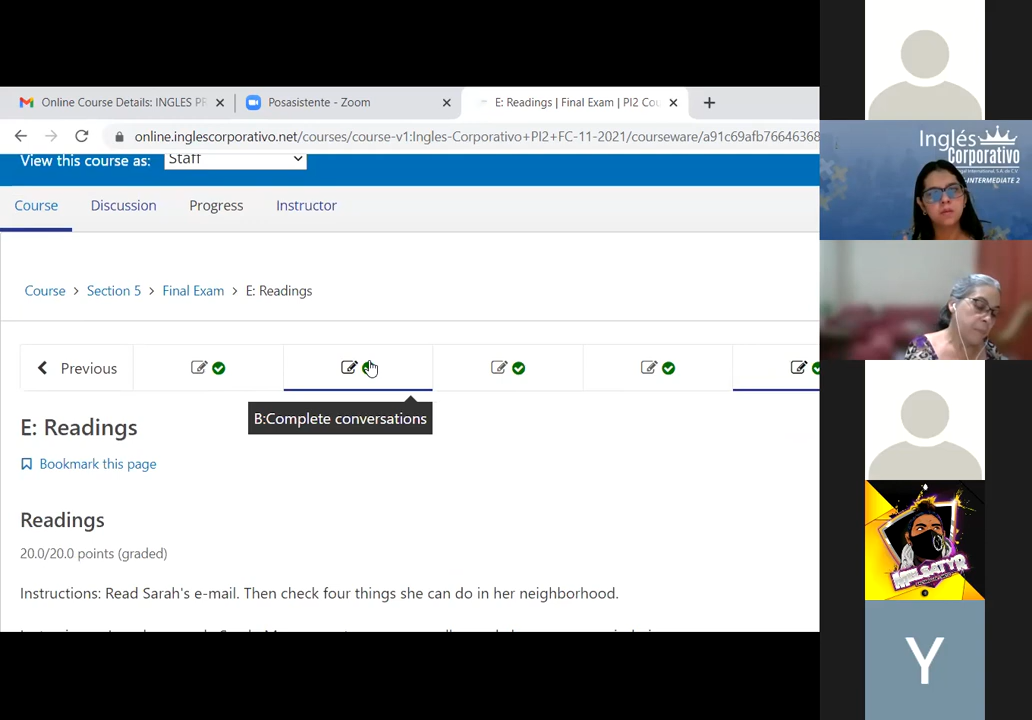 Online Course Details: INGLES PR
Posasistente - Zoom
E: Readings | Final Exam | PI2 Cou
online.inglescorporativo.net/courses/course-v1:Ingles-Corporativo+PI2+FC-11-2021/courseware/a91c69afb76646368
View this course as:
Staff
Course
Discussion
Progress
Instructor
Course > Section 5 > Final Exam > E: Readings
Previous
B:Complete conversations
E: Readings
Bookmark this page
Readings
20.0/20.0 points (graded)
Instructions: Read Sarah's e-mail. Then check four things she can do in her neighborhood.
Inglés
Corporativo
INTERMEDIATE 2
Y